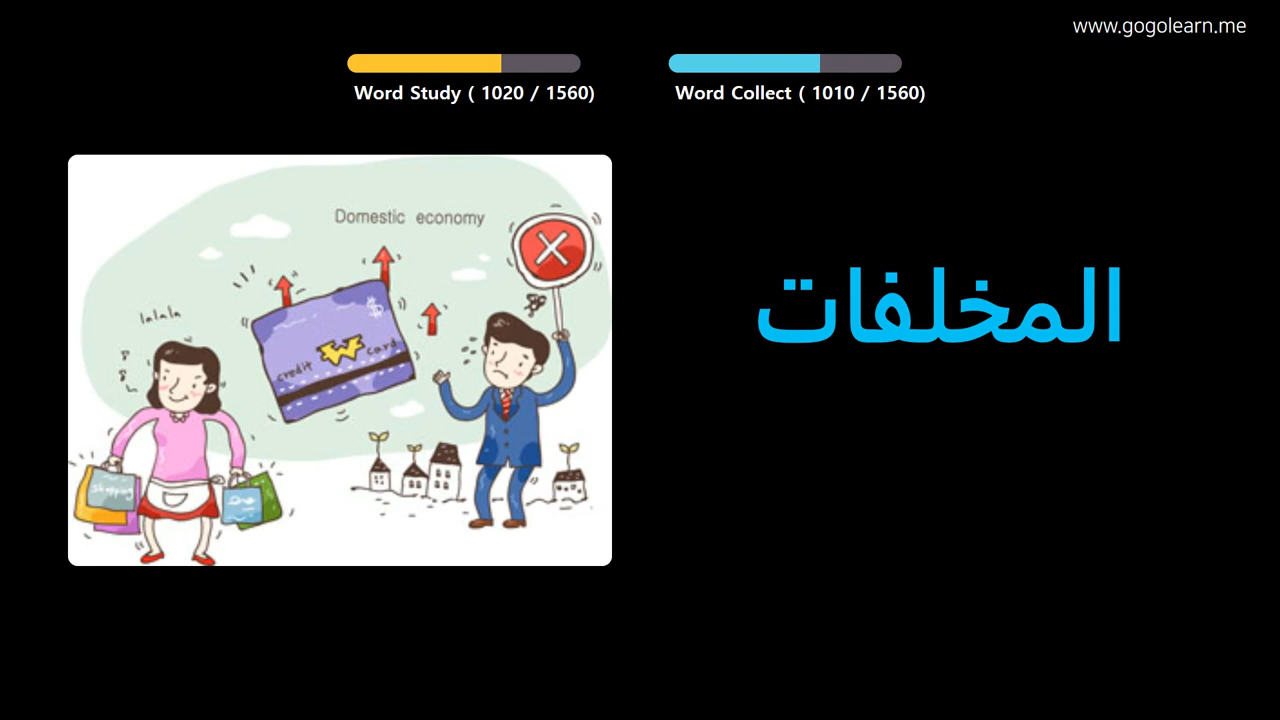 www.gogolearn.me
Word Study ( 1020 / 1560)
Word Collect ( 1010 / 1560)
Domestic economy
lalala
credit card
shopping
المخلفات